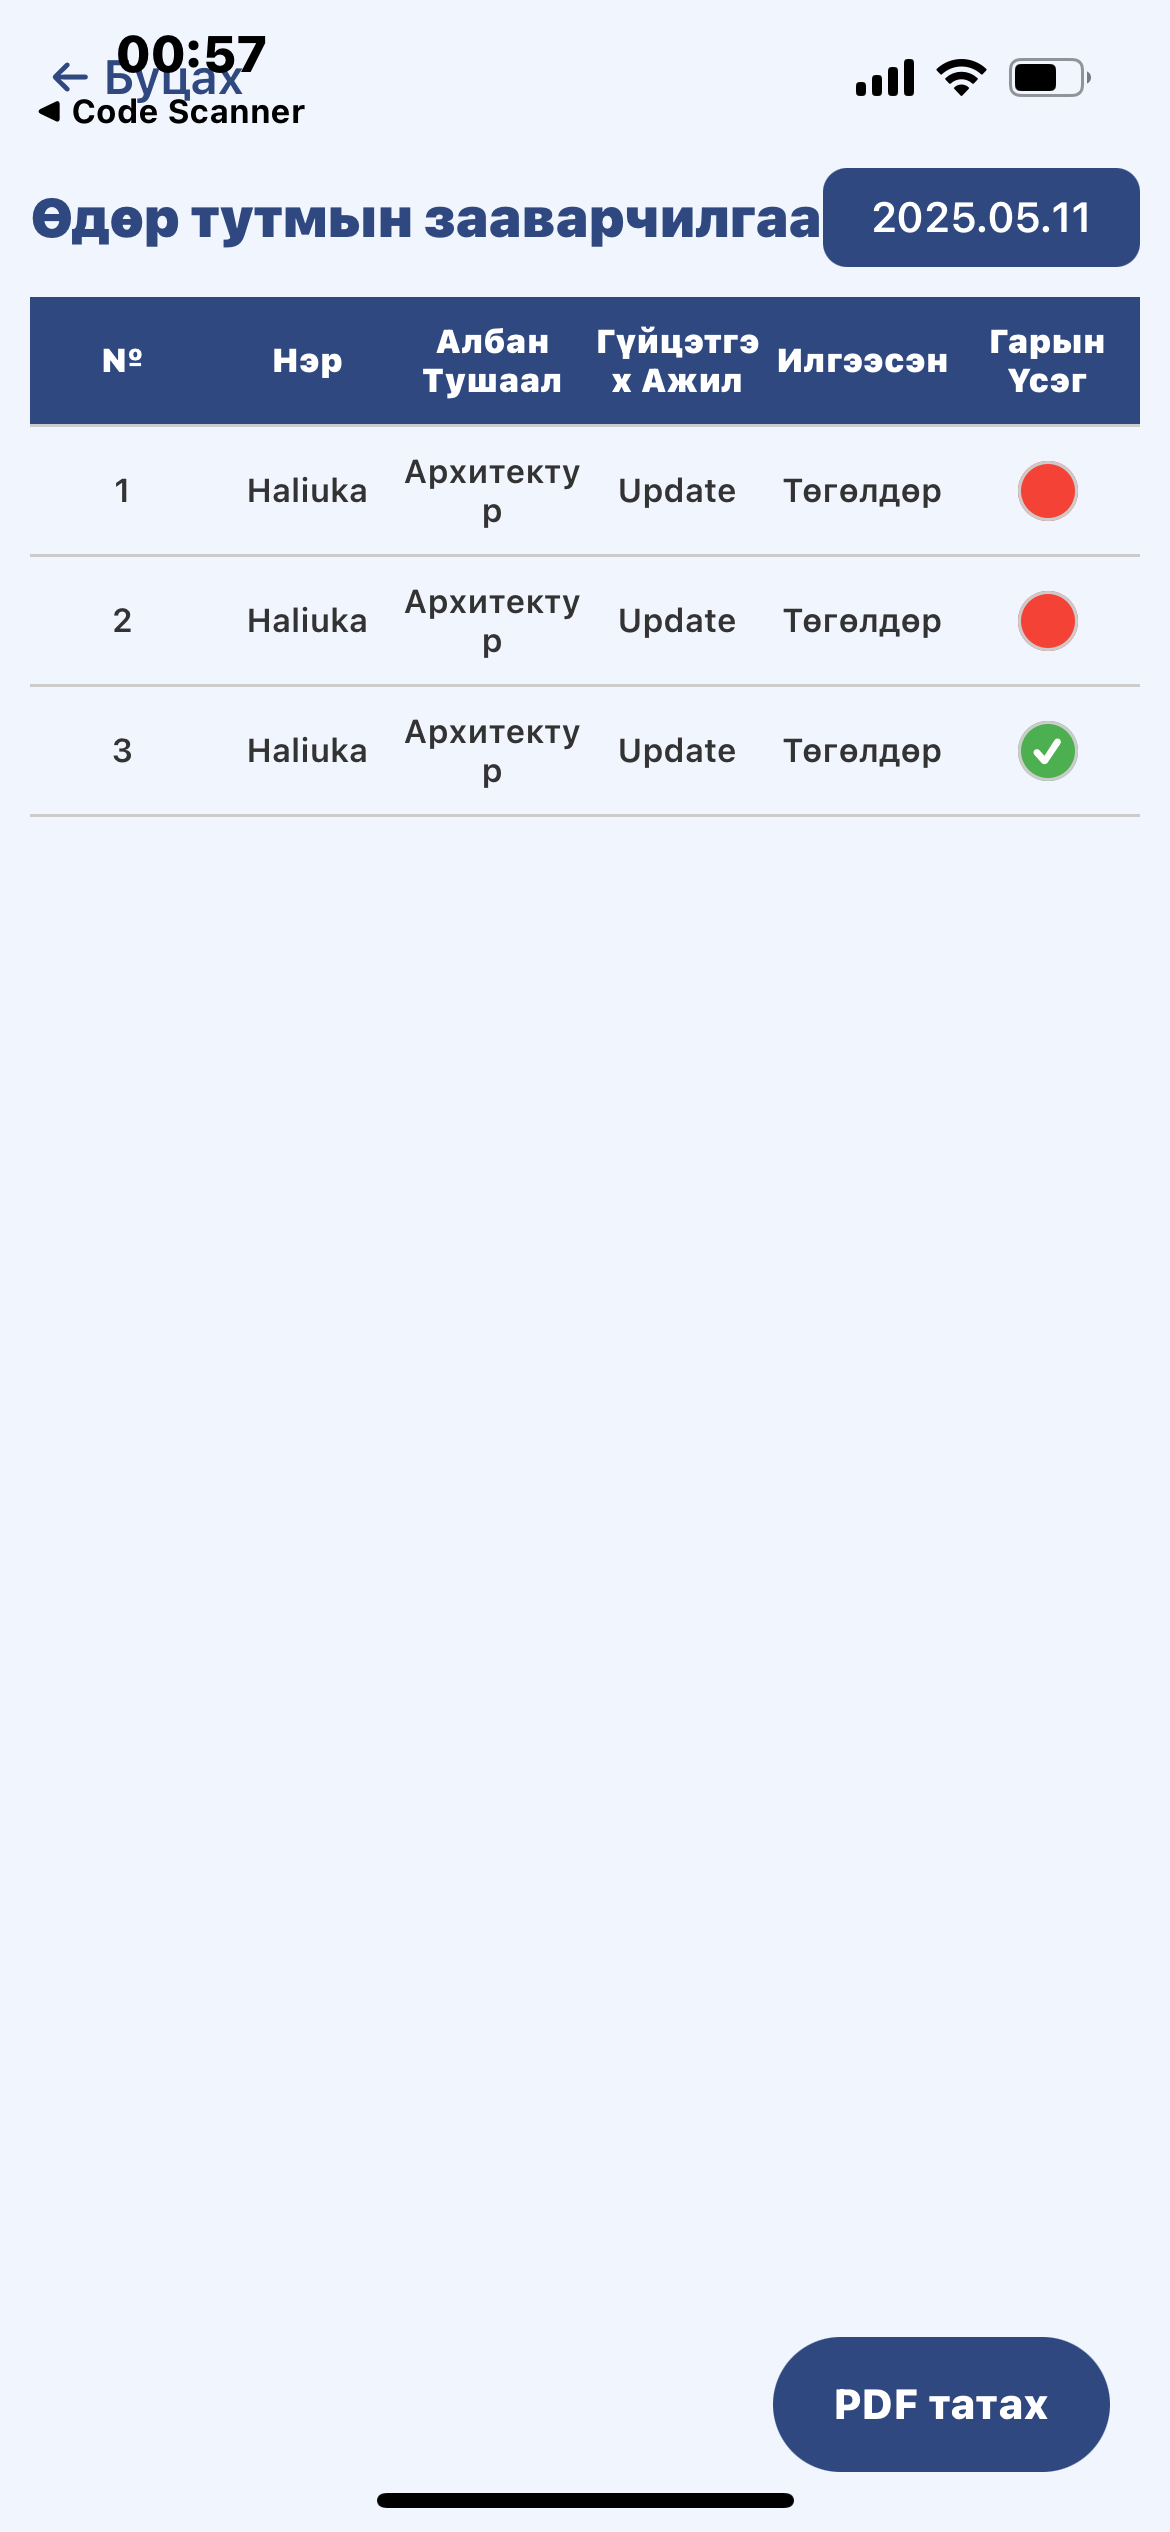 00:57
← Буцах
◀ Code Scanner
Өдөр тутмын зааварчилгаа 2025.05.11
№ Нэр Албан Тушаал Гүйцэтгэх Ажил Илгээсэн Гарын Үсэг
1 Haliuka Архитектур Update Төгөлдөр
2 Haliuka Архитектур Update Төгөлдөр
3 Haliuka Архитектур Update Төгөлдөр
PDF татах